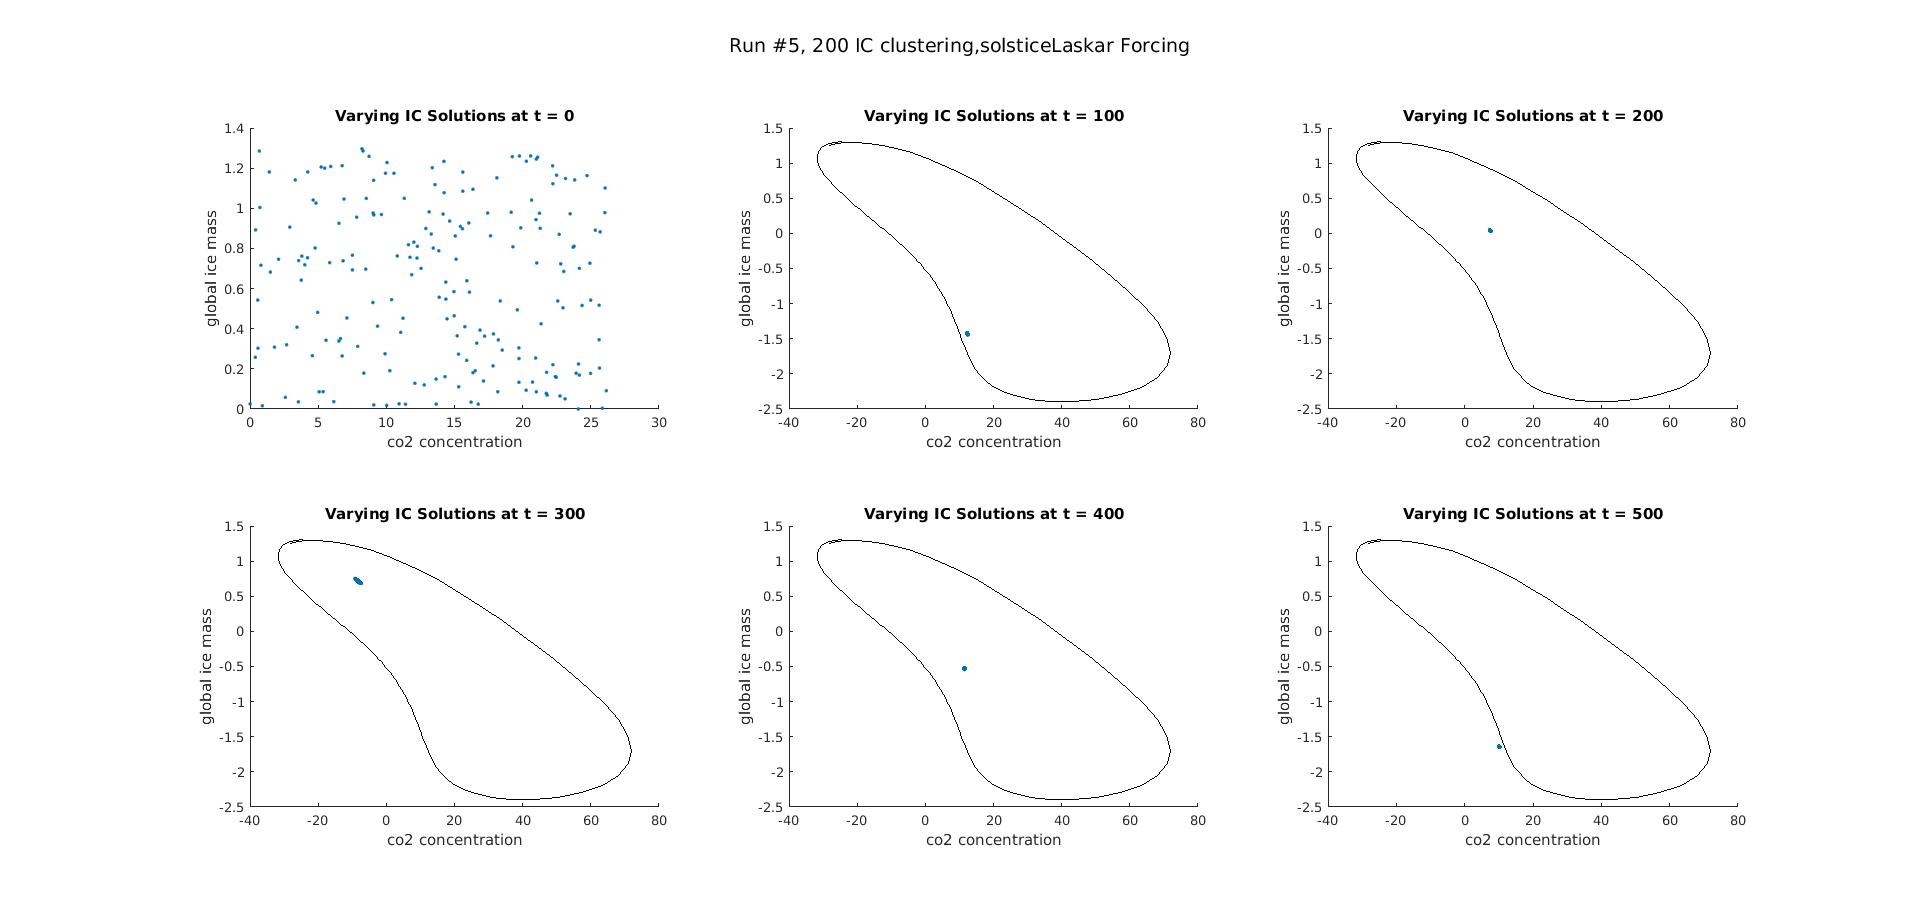 Run #5, 200 IC clustering,solsticeLaskar Forcing
Varying IC Solutions at t = 0
1.4
1.2
1
0.8
0.6
0.4
0.2
0
global ice mass
0 5 10 15 20 25 30
co2 concentration
Varying IC Solutions at t = 100
1.5
1
0.5
0
-0.5
-1
-1.5
-2
-2.5
global ice mass
-40 -20 0 20 40 60 80
co2 concentration
Varying IC Solutions at t = 200
1.5
1
0.5
0
-0.5
-1
-1.5
-2
-2.5
global ice mass
-40 -20 0 20 40 60 80
co2 concentration
Varying IC Solutions at t = 300
1.5
1
0.5
0
-0.5
-1
-1.5
-2
-2.5
global ice mass
-40 -20 0 20 40 60 80
co2 concentration
Varying IC Solutions at t = 400
1.5
1
0.5
0
-0.5
-1
-1.5
-2
-2.5
global ice mass
-40 -20 0 20 40 60 80
co2 concentration
Varying IC Solutions at t = 500
1.5
1
0.5
0
-0.5
-1
-1.5
-2
-2.5
global ice mass
-40 -20 0 20 40 60 80
co2 concentration